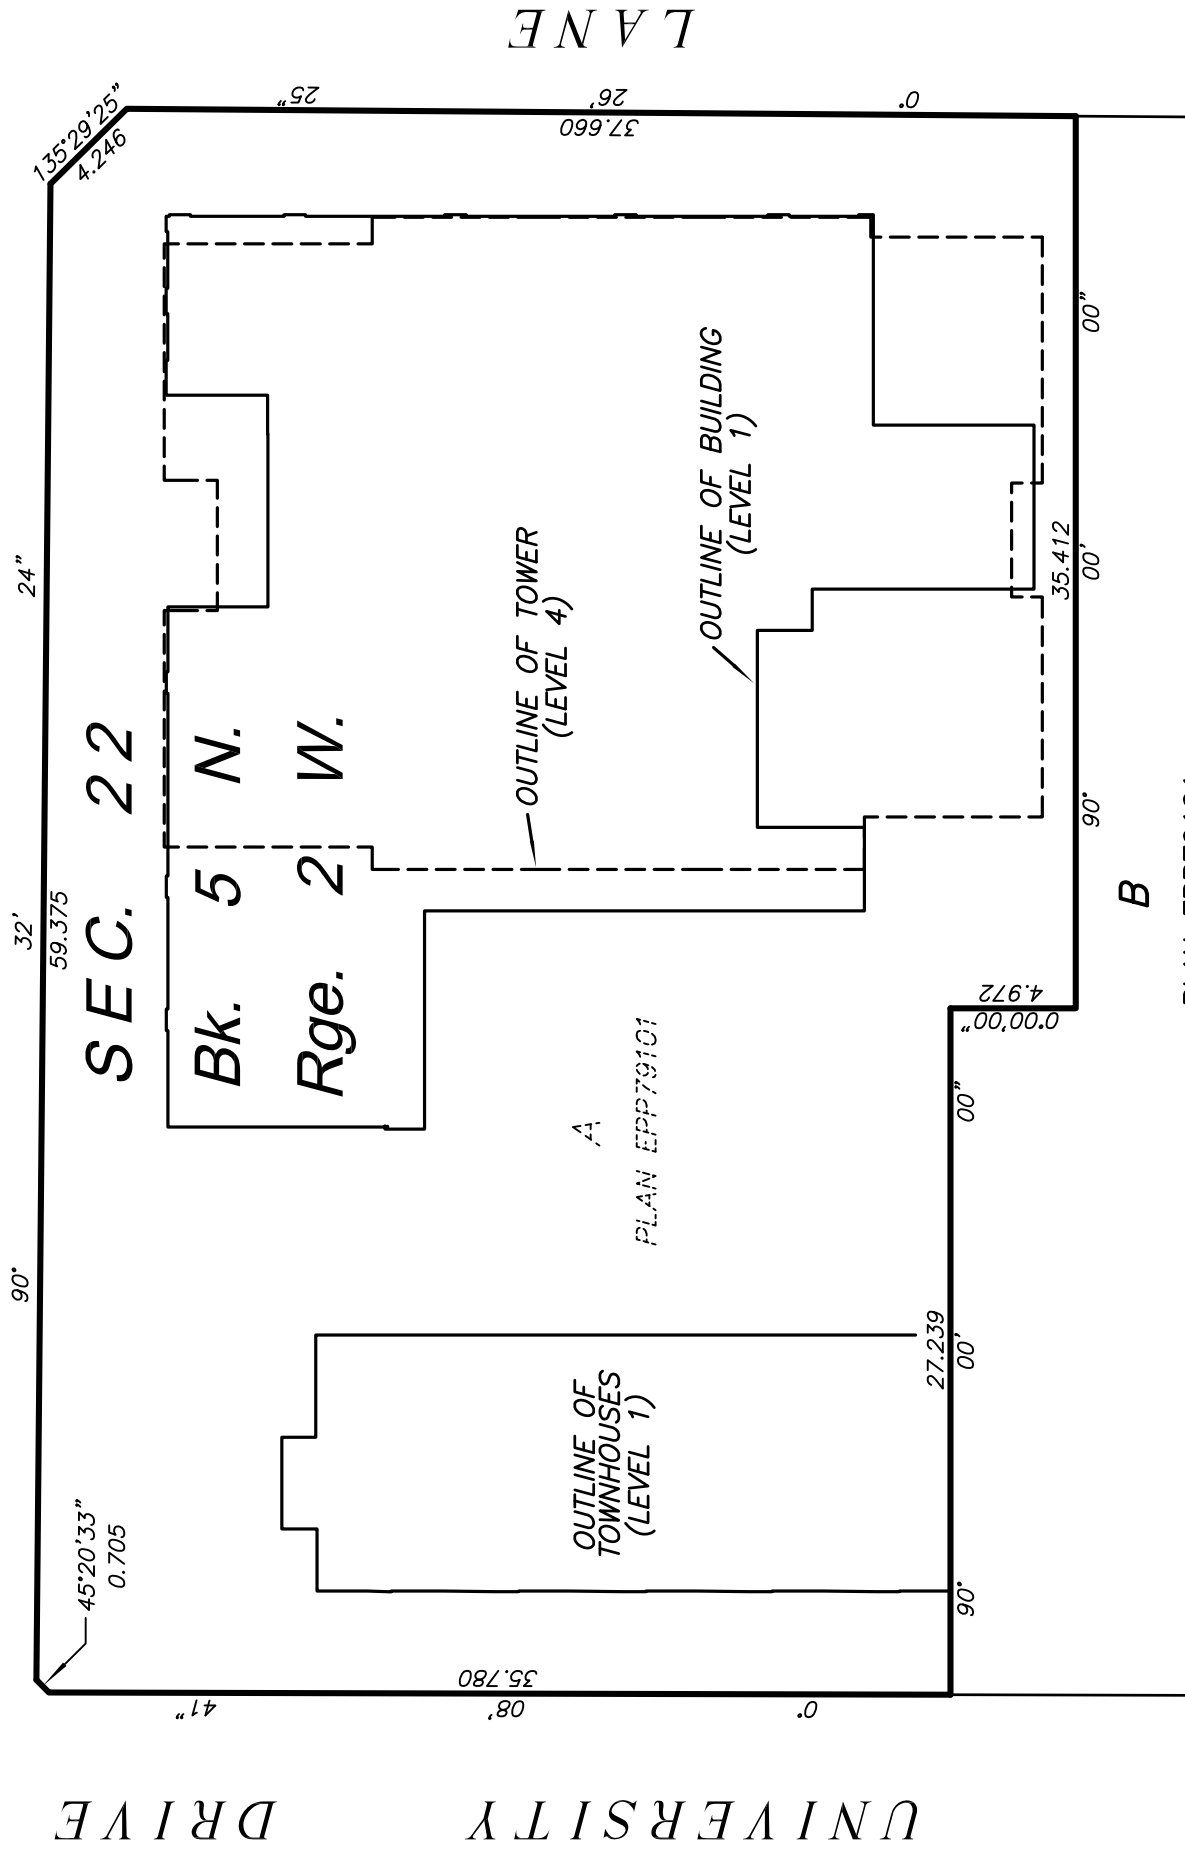 LANE
135°29'25"
4.246
25"
26'
0°
37.660
24"
32'
90°
59.375
SEC. 22
Bk. 5 N.
Rge. 2 W.
OUTLINE OF TOWER
(LEVEL 4)
OUTLINE OF BUILDING
(LEVEL 1)
00"
00'
90°
35.412
B
4.972
0°00'00"
A
PLAN EPP79101
00"
00'
90°
27.239
OUTLINE OF
TOWNHOUSES
(LEVEL 1)
45°20'33"
0.705
35.780
41"
08'
0°
UNIVERSITY DRIVE